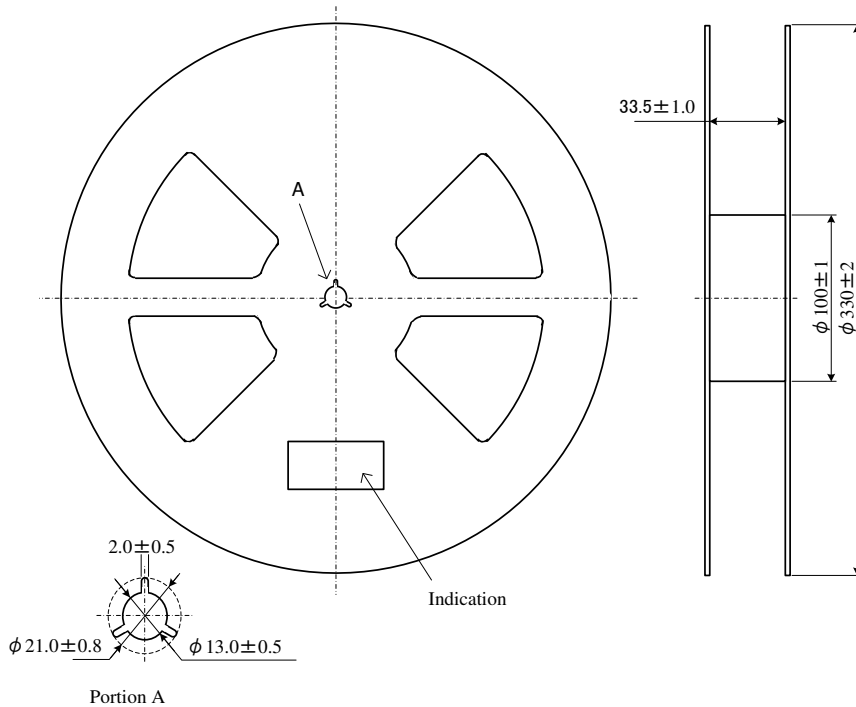 33.5±1.0
A
φ100±1
φ330±2
2.0±0.5
Indication
φ21.0±0.8
φ13.0±0.5
Portion A